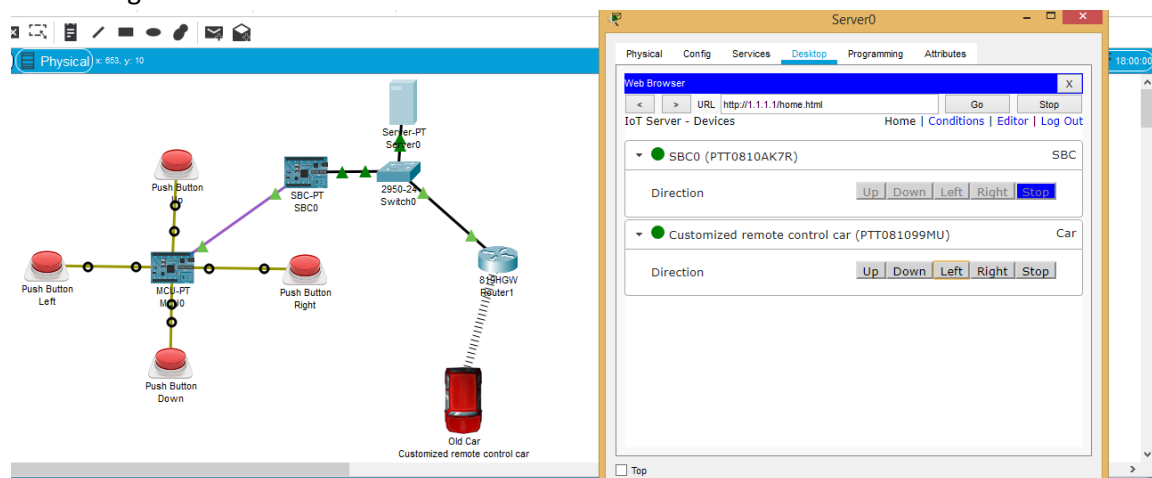 Physical x: 653, y: 10
18:00:00
Push Button
Up
Server-PT
Server0
SBC-PT
SBC0
2950-24
Switch0
Push Button
Left
MCU-PT
MCU0
Push Button
Right
819HGW
Router1
Push Button
Down
Old Car
Customized remote control car
Server0
Physical Config Services Desktop Programming Attributes
Web Browser X
< > URL http://1.1.1.1/home.html Go Stop
IoT Server - Devices Home | Conditions | Editor | Log Out
SBC0 (PTT0810AK7R) SBC
Direction Up Down Left Right Stop
Customized remote control car (PTT081099MU) Car
Direction Up Down Left Right Stop
Top